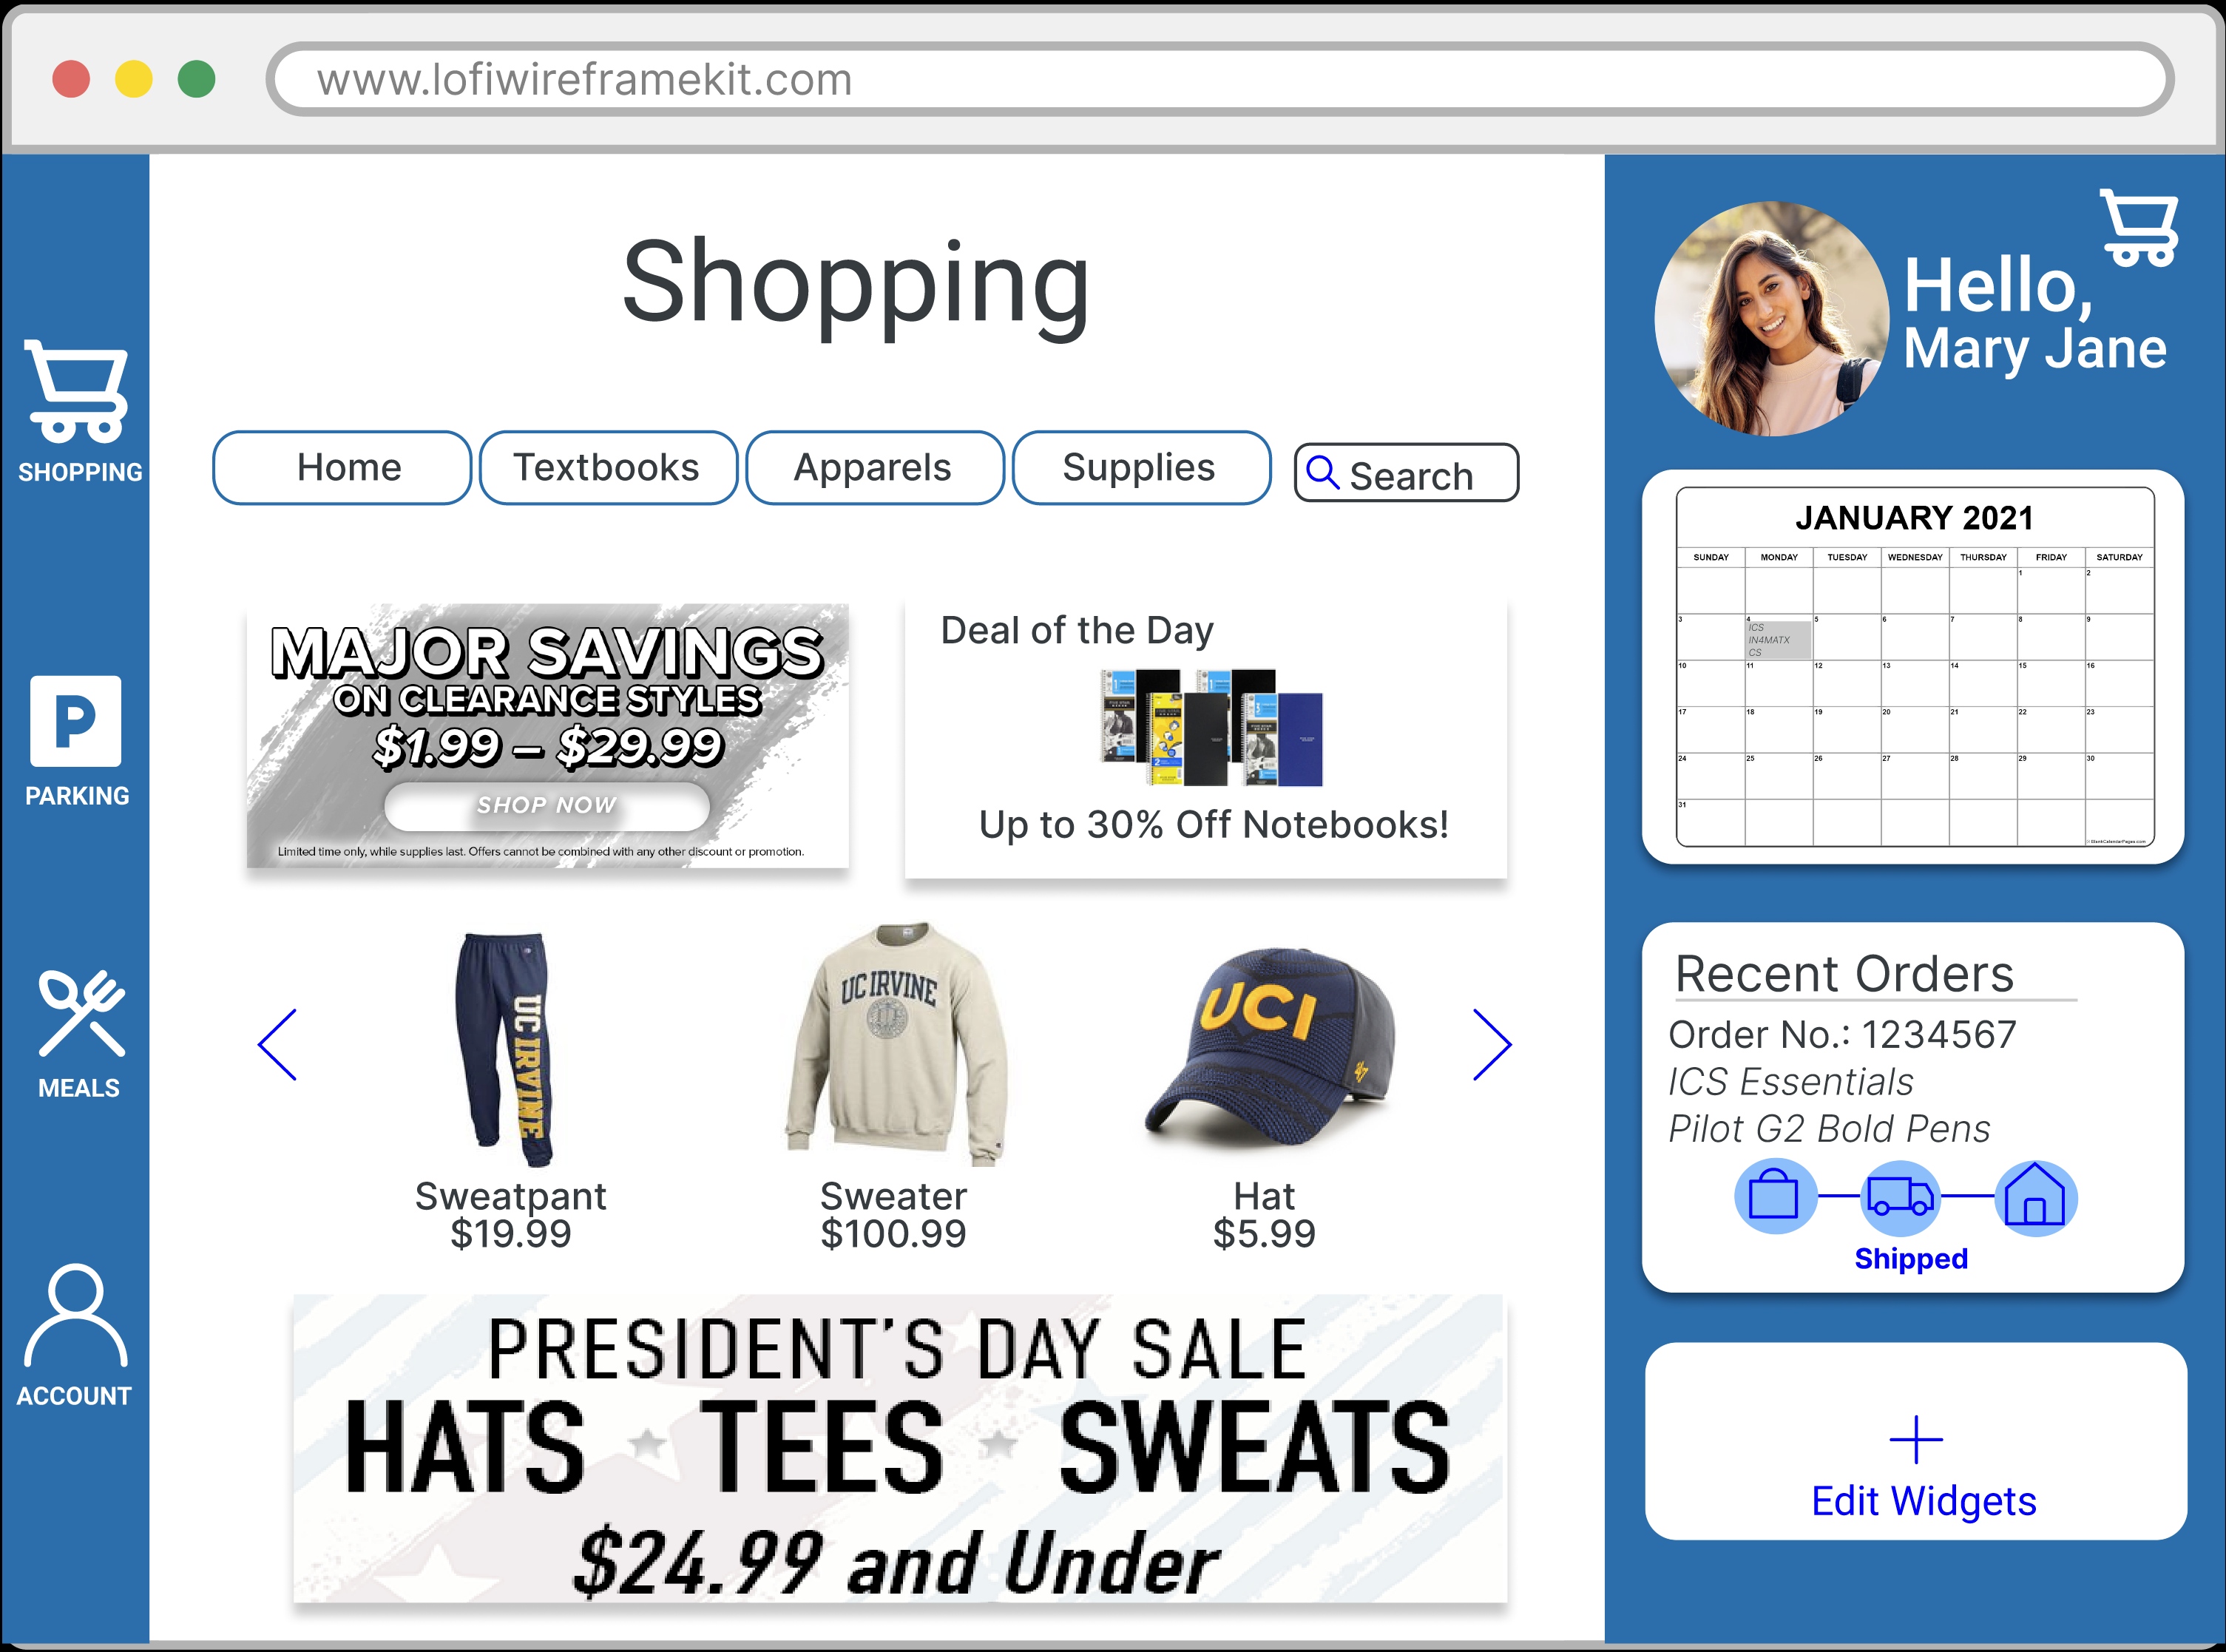 www.lofiwireframekit.com
Shopping
SHOPPING
PARKING
MEALS
ACCOUNT
Home
Textbooks
Apparels
Supplies
Search
MAJOR SAVINGS
ON CLEARANCE STYLES
$1.99 – $29.99
SHOP NOW
Limited time only, while supplies last. Offers cannot be combined with any other discount or promotion.
Deal of the Day
Up to 30% Off Notebooks!
UC IRVINE
UC IRVINE
UCI
47
Sweatpant
$19.99
Sweater
$100.99
Hat
$5.99
PRESIDENT'S DAY SALE
HATS TEES SWEATS
$24.99 and Under
Hello,
Mary Jane
JANUARY 2021
SUNDAY MONDAY TUESDAY WEDNESDAY THURSDAY FRIDAY SATURDAY
1 2
3 4 5 6 7 8 9
ICS
IN4MATX
CS
10 11 12 13 14 15 16
17 18 19 20 21 22 23
24 25 26 27 28 29 30
31
Recent Orders
Order No.: 1234567
ICS Essentials
Pilot G2 Bold Pens
Shipped
Edit Widgets